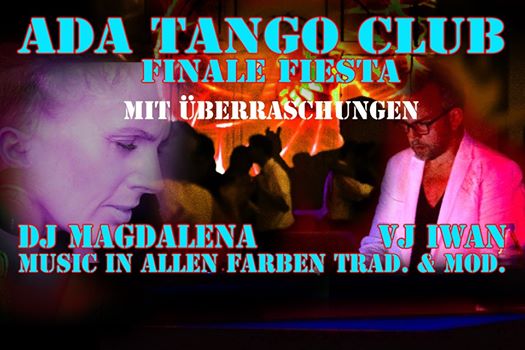 ADA TANGO CLUB
FINALE FIESTA
MIT ÜBERRASCHUNGEN
DJ MAGDALENA VJ IWAN
MUSIC IN ALLEN FARBEN TRAD. & MOD.